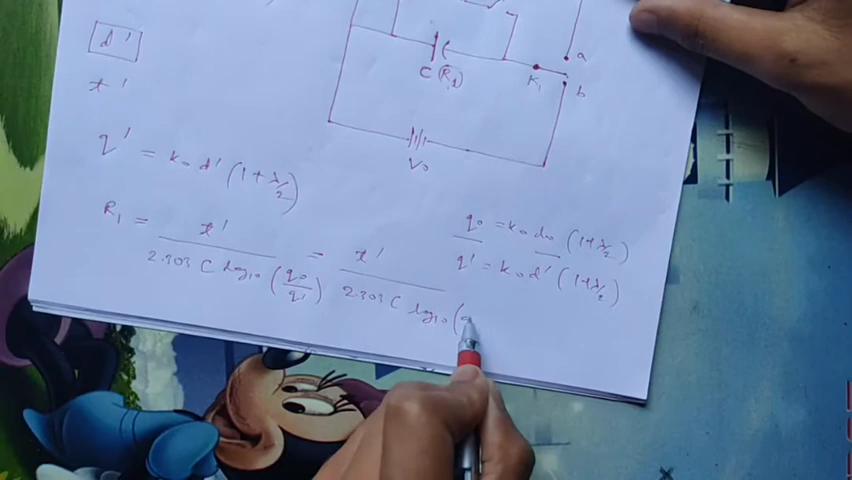 d'
a
C (R₁)
K₁
b
t'
V₀
q' = k₀ d' (1 + λ/2)
q₀ = k₀ d₀ (1 + λ/2)
q' = k₀ d' (1 + λ/2)
R₁ = t' / 2.303 C log₁₀ (q₀/q') = t' / 2.303 C log₁₀ (